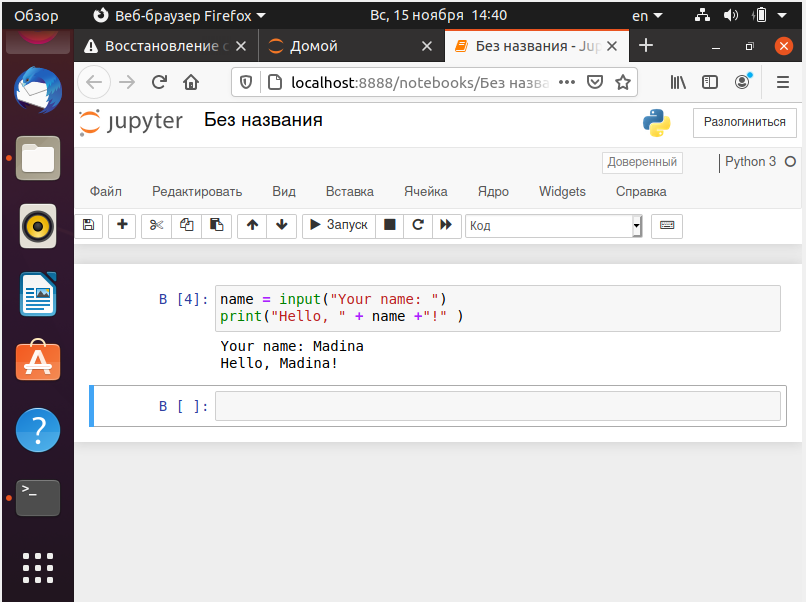 Обзор Веб-браузер Firefox Вс, 15 ноября 14:40 en
Восстановление Домой Без названия - Jup
localhost:8888/notebooks/Без назва
jupyter Без названия Разлогиниться
Доверенный Python 3
Файл Редактировать Вид Вставка Ячейка Ядро Widgets Справка
Запуск Код
В [4]: name = input("Your name: ")
print("Hello, " + name +"!" )
Your name: Madina
Hello, Madina!
В [ ]:
>_